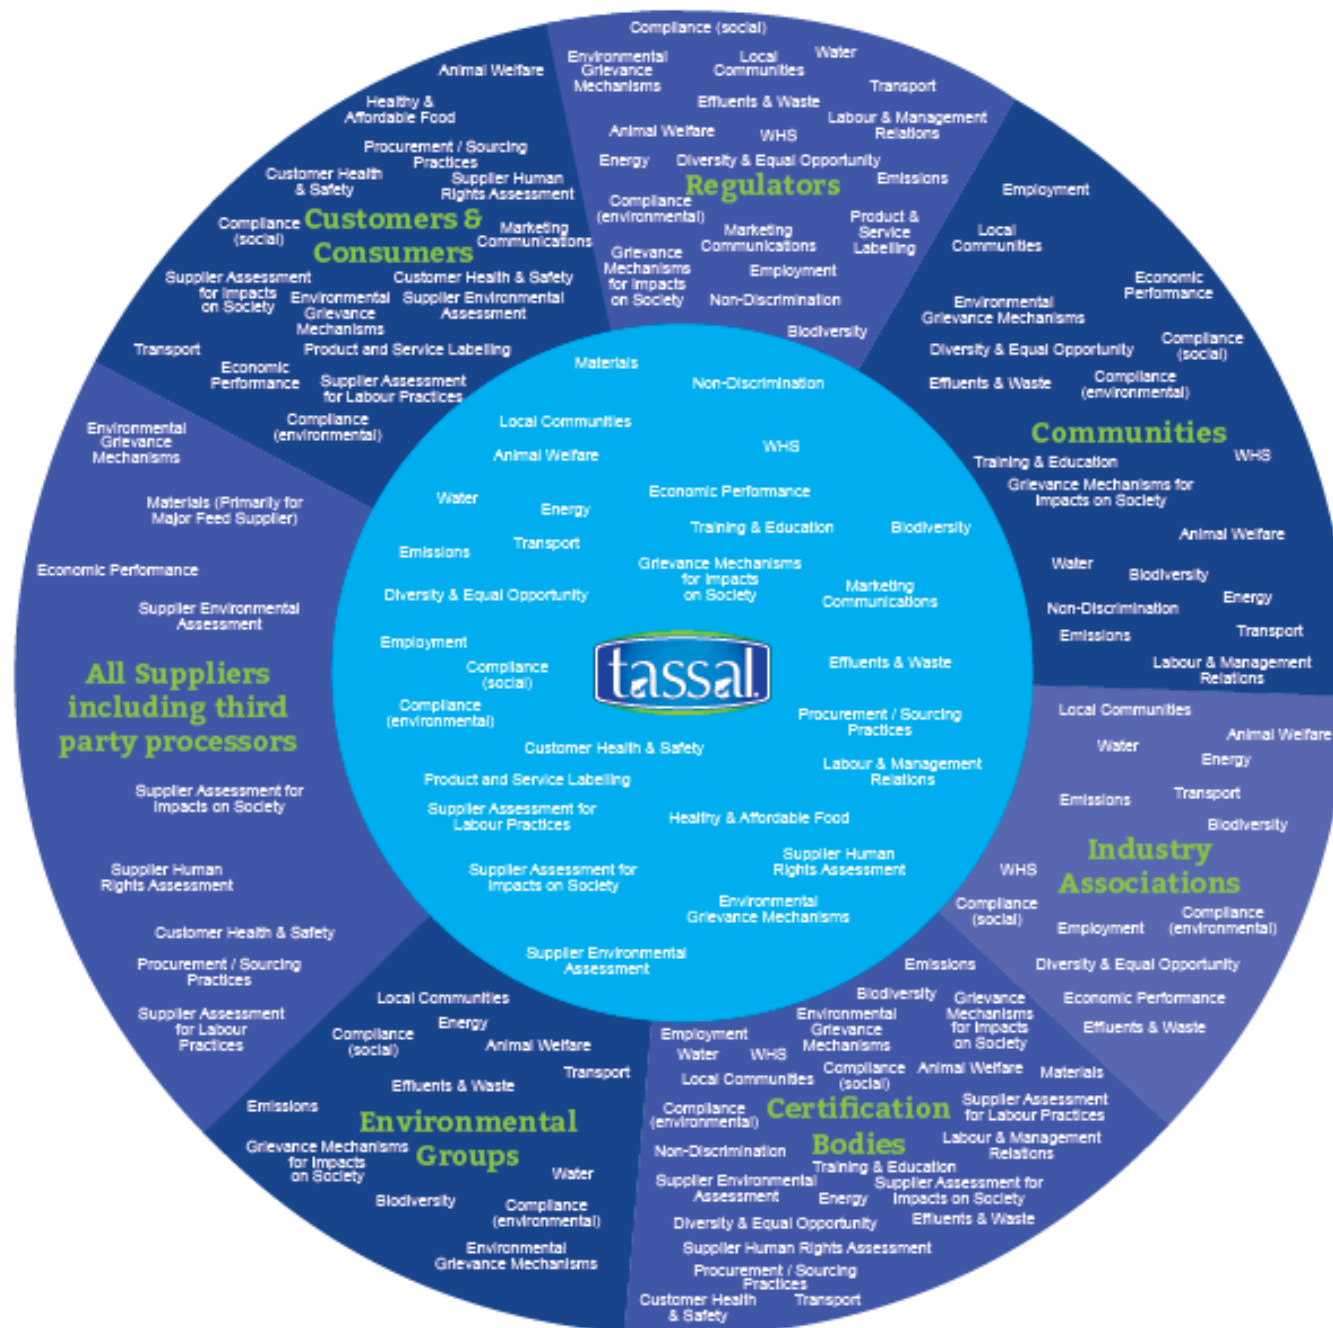 Compliance (social)
Environmental
Grievance
Mechanisms
Local
Communities
Water
Transport
Effluents & Waste
Labour & Management
Relations
Animal Welfare
WHS
Energy
Diversity & Equal Opportunity
Regulators
Emissions
Compliance
(environmental)
Marketing
Communications
Product &
Service
Labelling
Grievance
Mechanisms
for Impacts
on Society
Employment
Non-Discrimination
Biodiversity
Employment
Local
Communities
Economic
Performance
Environmental
Grievance Mechanisms
Compliance
(social)
Diversity & Equal Opportunity
Effluents & Waste
Compliance
(environmental)
Communities
Training & Education
WHS
Grievance Mechanisms for
Impacts on Society
Animal Welfare
Water
Biodiversity
Energy
Non-Discrimination
Emissions
Transport
Labour & Management
Relations
Local Communities
Animal Welfare
Water
Energy
Emissions
Transport
Biodiversity
Industry
Associations
WHS
Compliance
(social)
Employment
Compliance
(environmental)
Diversity & Equal Opportunity
Economic Performance
Effluents & Waste
Emissions
Biodiversity
Grievance
Mechanisms
for Impacts
on Society
Environmental
Grievance
Mechanisms
Employment
Water
WHS
Local Communities
Compliance
(social)
Animal Welfare
Materials
Compliance
(environmental)
Certification
Bodies
Supplier Assessment
for Labour Practices
Non-Discrimination
Labour & Management
Relations
Training & Education
Supplier Environmental
Assessment
Energy
Supplier Assessment for
Impacts on Society
Diversity & Equal Opportunity
Effluents & Waste
Supplier Human Rights Assessment
Procurement / Sourcing
Practices
Customer Health
& Safety
Transport
Local Communities
Compliance
(social)
Energy
Animal Welfare
Transport
Effluents & Waste
Emissions
Environmental
Groups
Grievance Mechanisms
for Impacts
on Society
Water
Biodiversity
Compliance
(environmental)
Environmental
Grievance Mechanisms
Environmental
Grievance
Mechanisms
Materials (Primarily for
Major Feed Supplier)
Economic Performance
Supplier Environmental
Assessment
All Suppliers
including third
party processors
Supplier Assessment for
Impacts on Society
Supplier Human
Rights Assessment
Customer Health & Safety
Procurement / Sourcing
Practices
Supplier Assessment
for Labour
Practices
Animal Welfare
Healthy &
Affordable Food
Procurement / Sourcing
Practices
Customer Health
& Safety
Supplier Human
Rights Assessment
Compliance
(social)
Customers &
Consumers
Marketing
Communications
Supplier Assessment
for Impacts
on Society
Customer Health & Safety
Environmental
Grievance
Mechanisms
Supplier Environmental
Assessment
Transport
Product and Service Labelling
Economic
Performance
Supplier Assessment
for Labour Practices
Compliance
(environmental)
Materials
Non-Discrimination
Local Communities
WHS
Animal Welfare
Water
Economic Performance
Energy
Training & Education
Biodiversity
Emissions
Transport
Grievance Mechanisms
for Impacts
on Society
Diversity & Equal Opportunity
Marketing
Communications
Employment
Compliance
(social)
tassal
Effluents & Waste
Compliance
(environmental)
Procurement / Sourcing
Practices
Customer Health & Safety
Product and Service Labelling
Labour & Management
Relations
Supplier Assessment for
Labour Practices
Healthy & Affordable Food
Supplier Human
Rights Assessment
Supplier Assessment for
Impacts on Society
Environmental
Grievance Mechanisms
Supplier Environmental
Assessment